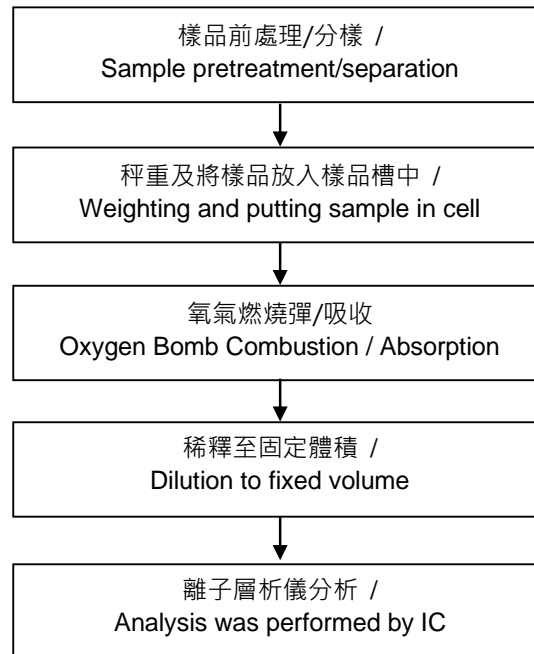 樣品前處理/分樣 /
Sample pretreatment/separation
秤重及將樣品放入樣品槽中 /
Weighting and putting sample in cell
氧氣燃燒彈/吸收
Oxygen Bomb Combustion / Absorption
稀釋至固定體積 /
Dilution to fixed volume
離子層析儀分析 /
Analysis was performed by IC